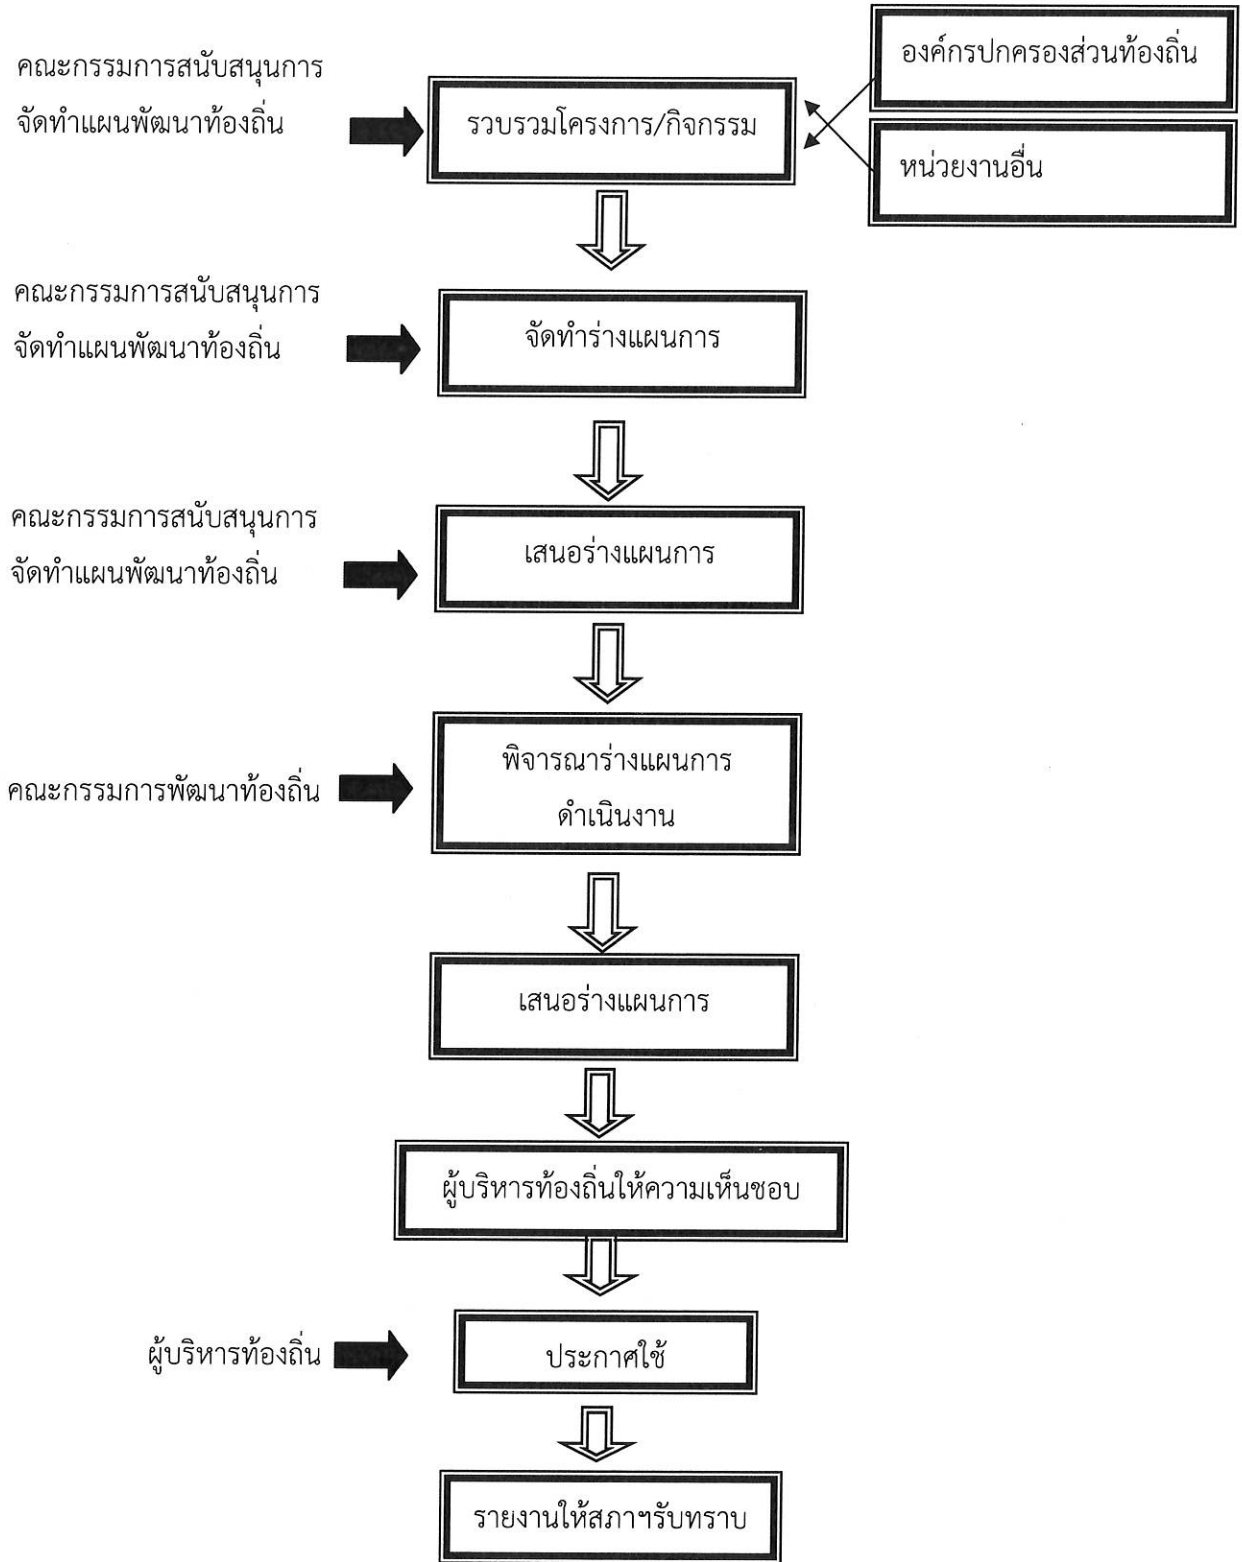 องค์กรปกครองส่วนท้องถิ่น
คณะกรรมการสนับสนุนการ
จัดทำแผนพัฒนาท้องถิ่น
รวบรวมโครงการ/กิจกรรม
หน่วยงานอื่น
คณะกรรมการสนับสนุนการ
จัดทำแผนพัฒนาท้องถิ่น
จัดทำร่างแผนการ
คณะกรรมการสนับสนุนการ
จัดทำแผนพัฒนาท้องถิ่น
เสนอร่างแผนการ
คณะกรรมการพัฒนาท้องถิ่น
พิจารณาร่างแผนการ
ดำเนินงาน
เสนอร่างแผนการ
ผู้บริหารท้องถิ่นให้ความเห็นชอบ
ผู้บริหารท้องถิ่น
ประกาศใช้
รายงานให้สภาฯรับทราบ